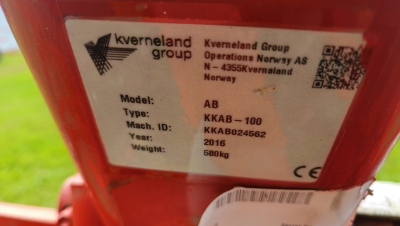 kverneland
group
Kverneland Group
Operations Norway AS
N-4355Kvernaland
Norway
Model: AB
Type: KKAB-100
Mach. ID: KKAB024562
Year: 2016
Weight: 580kg
CE